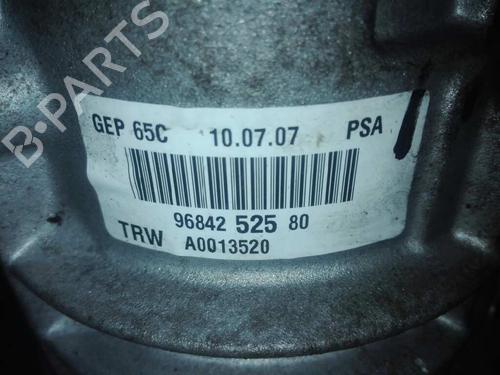 B-PARTS
GEP 65C 10.07.07 PSA
96842 525 80
TRW A0013520